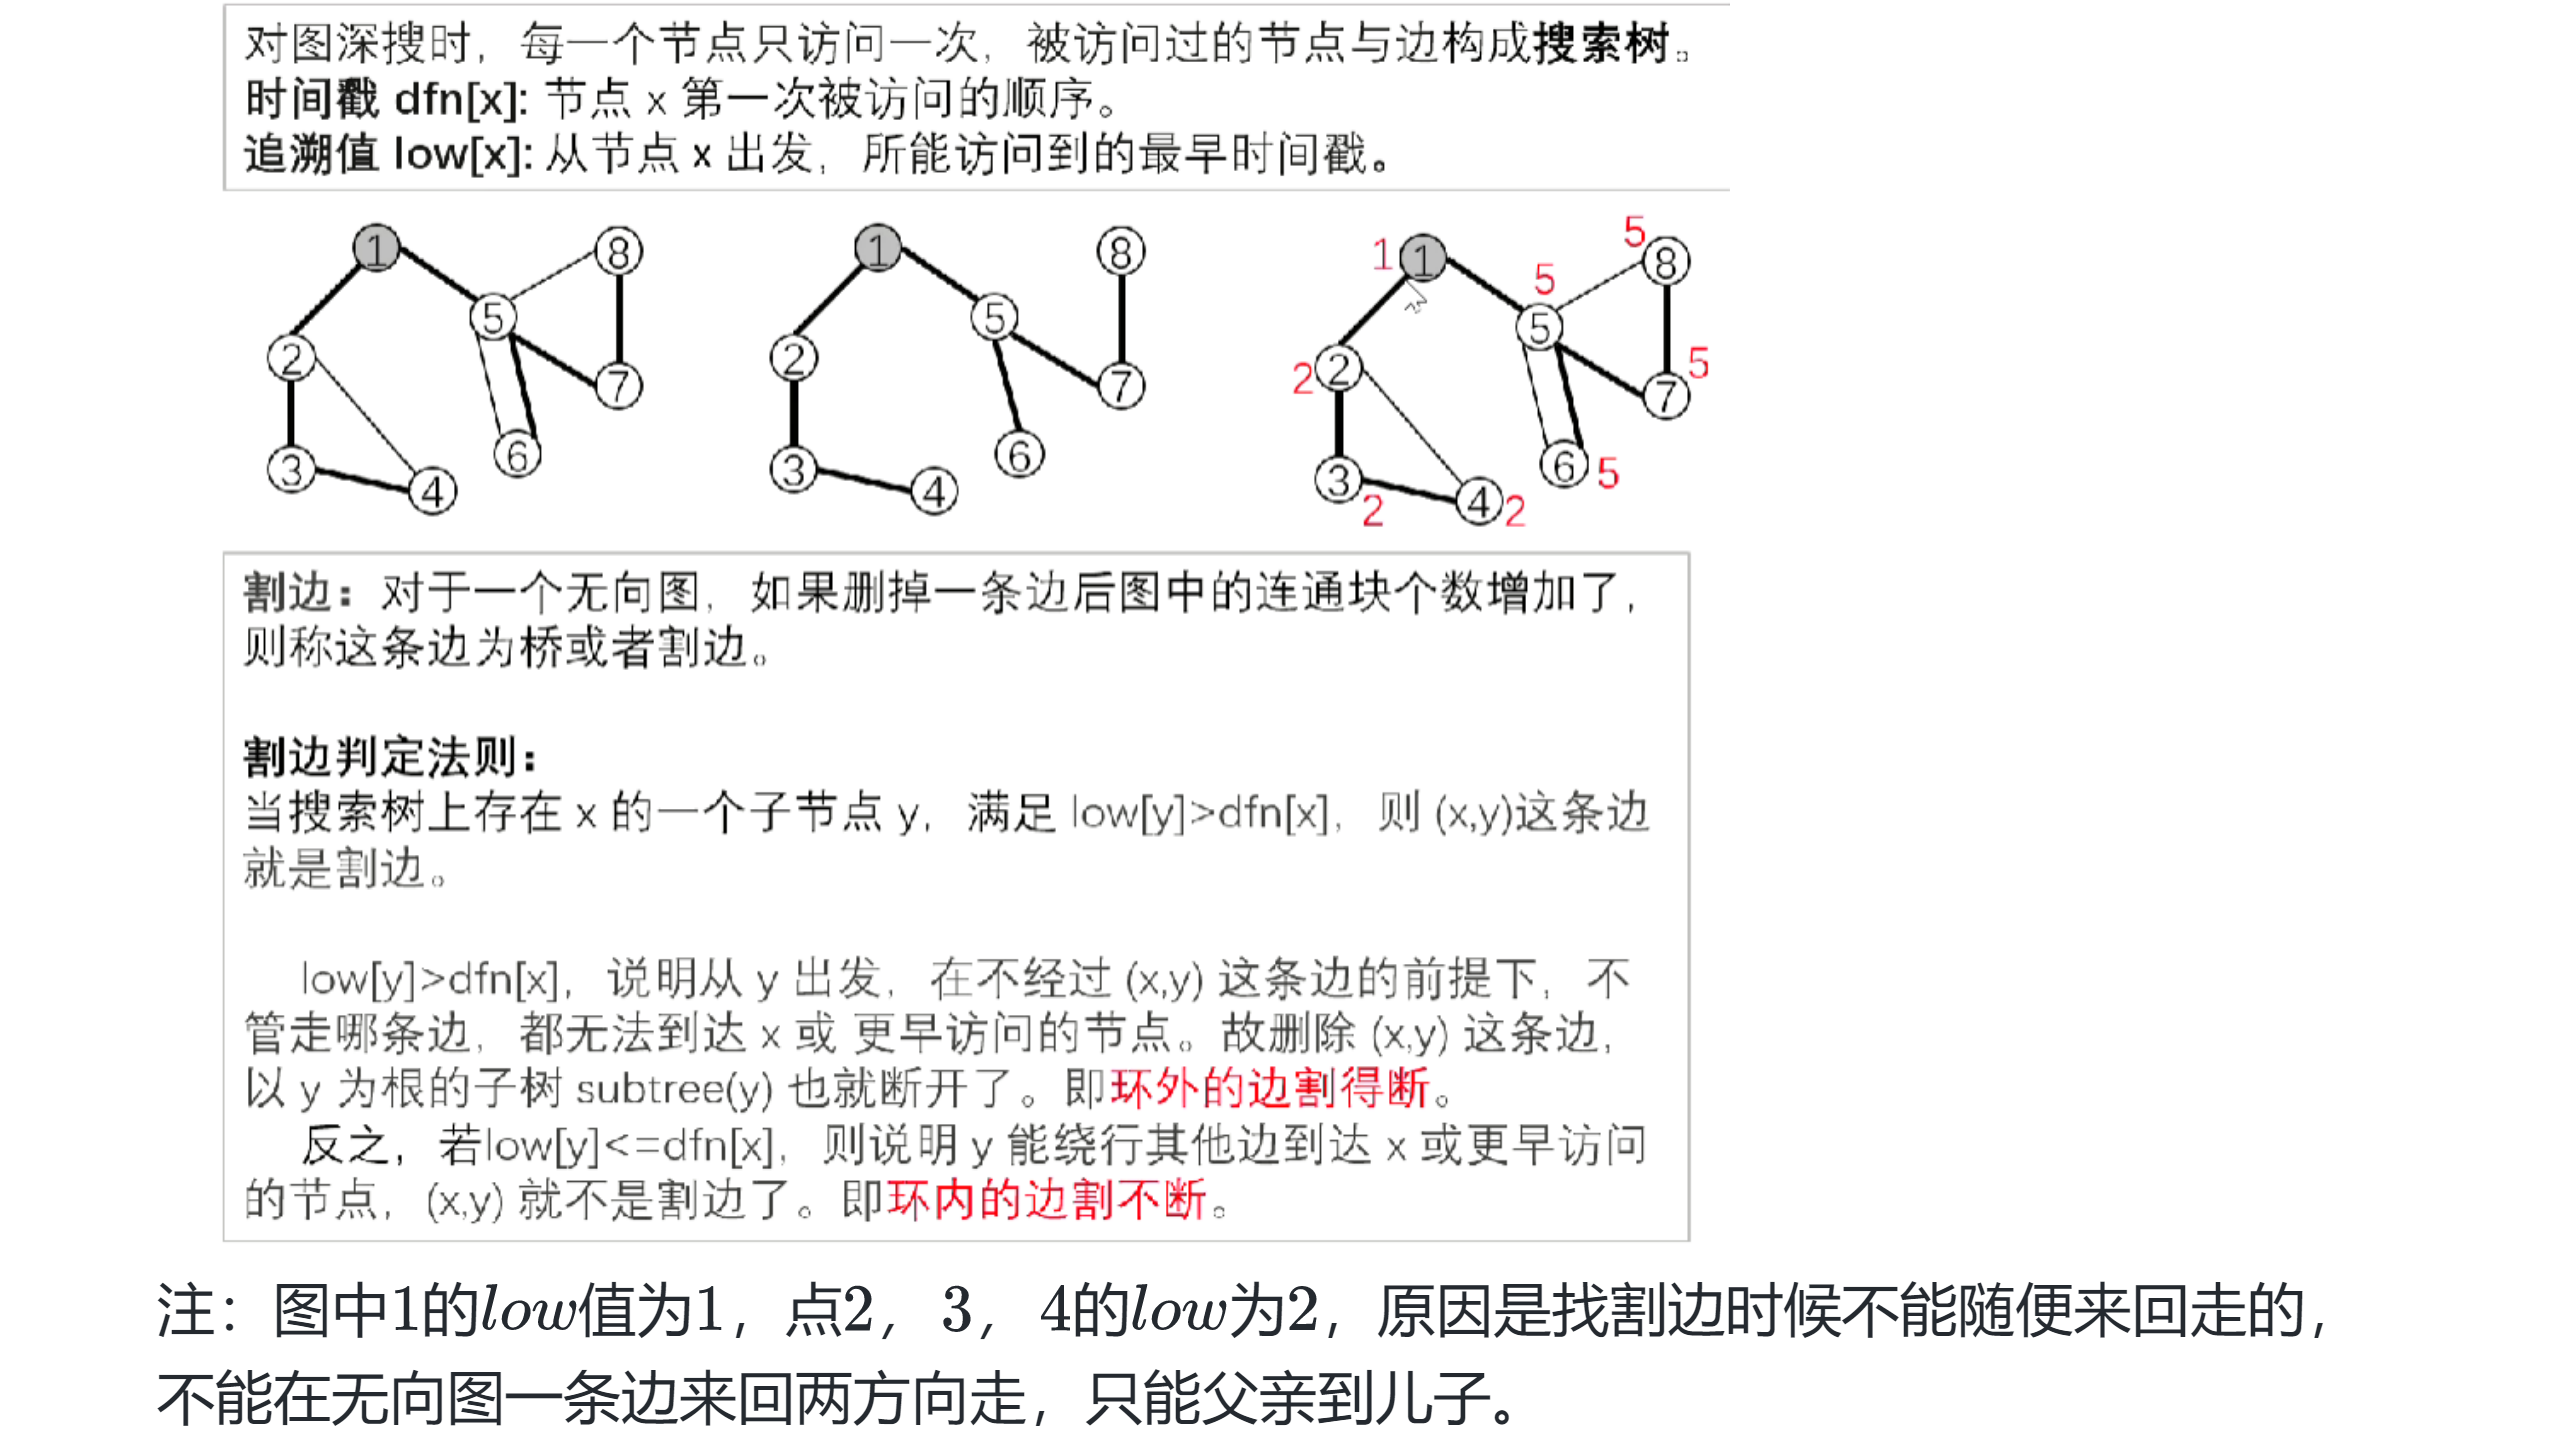 对图深搜时，每一个节点只访问一次，被访问过的节点与边构成搜索树。
时间戳 dfn[x]: 节点 x 第一次被访问的顺序。
追溯值 low[x]: 从节点 x 出发，所能访问到的最早时间戳。
1 8 5 2 7 6 3 4
1 8 5 2 7 6 3 4
5
1 1 8
5
5
5
2 2 7
6 5
3 4
2 2
割边：对于一个无向图，如果删掉一条边后图中的连通块个数增加了，
则称这条边为桥或者割边。
割边判定法则：
当搜索树上存在 x 的一个子节点 y，满足 low[y]>dfn[x]，则 (x,y)这条边
就是割边。
low[y]>dfn[x]，说明从 y 出发，在不经过 (x,y) 这条边的前提下，不
管走哪条边，都无法到达 x 或 更早访问的节点。故删除 (x,y) 这条边，
以 y 为根的子树 subtree(y) 也就断开了。即环外的边割得断。
反之，若low[y]<=dfn[x]，则说明 y 能绕行其他边到达 x 或更早访问
的节点，(x,y) 就不是割边了。即环内的边割不断。
注：图中1的low值为1，点2，3，4的low为2，原因是找割边时候不能随便来回走的，
不能在无向图一条边来回两方向走，只能父亲到儿子。